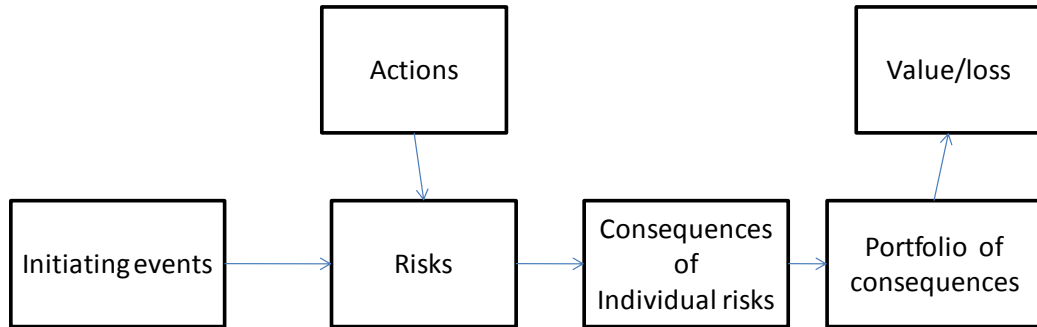 Actions
Value/loss
Initiating events
Risks
Consequences
of
Individual risks
Portfolio of
consequences